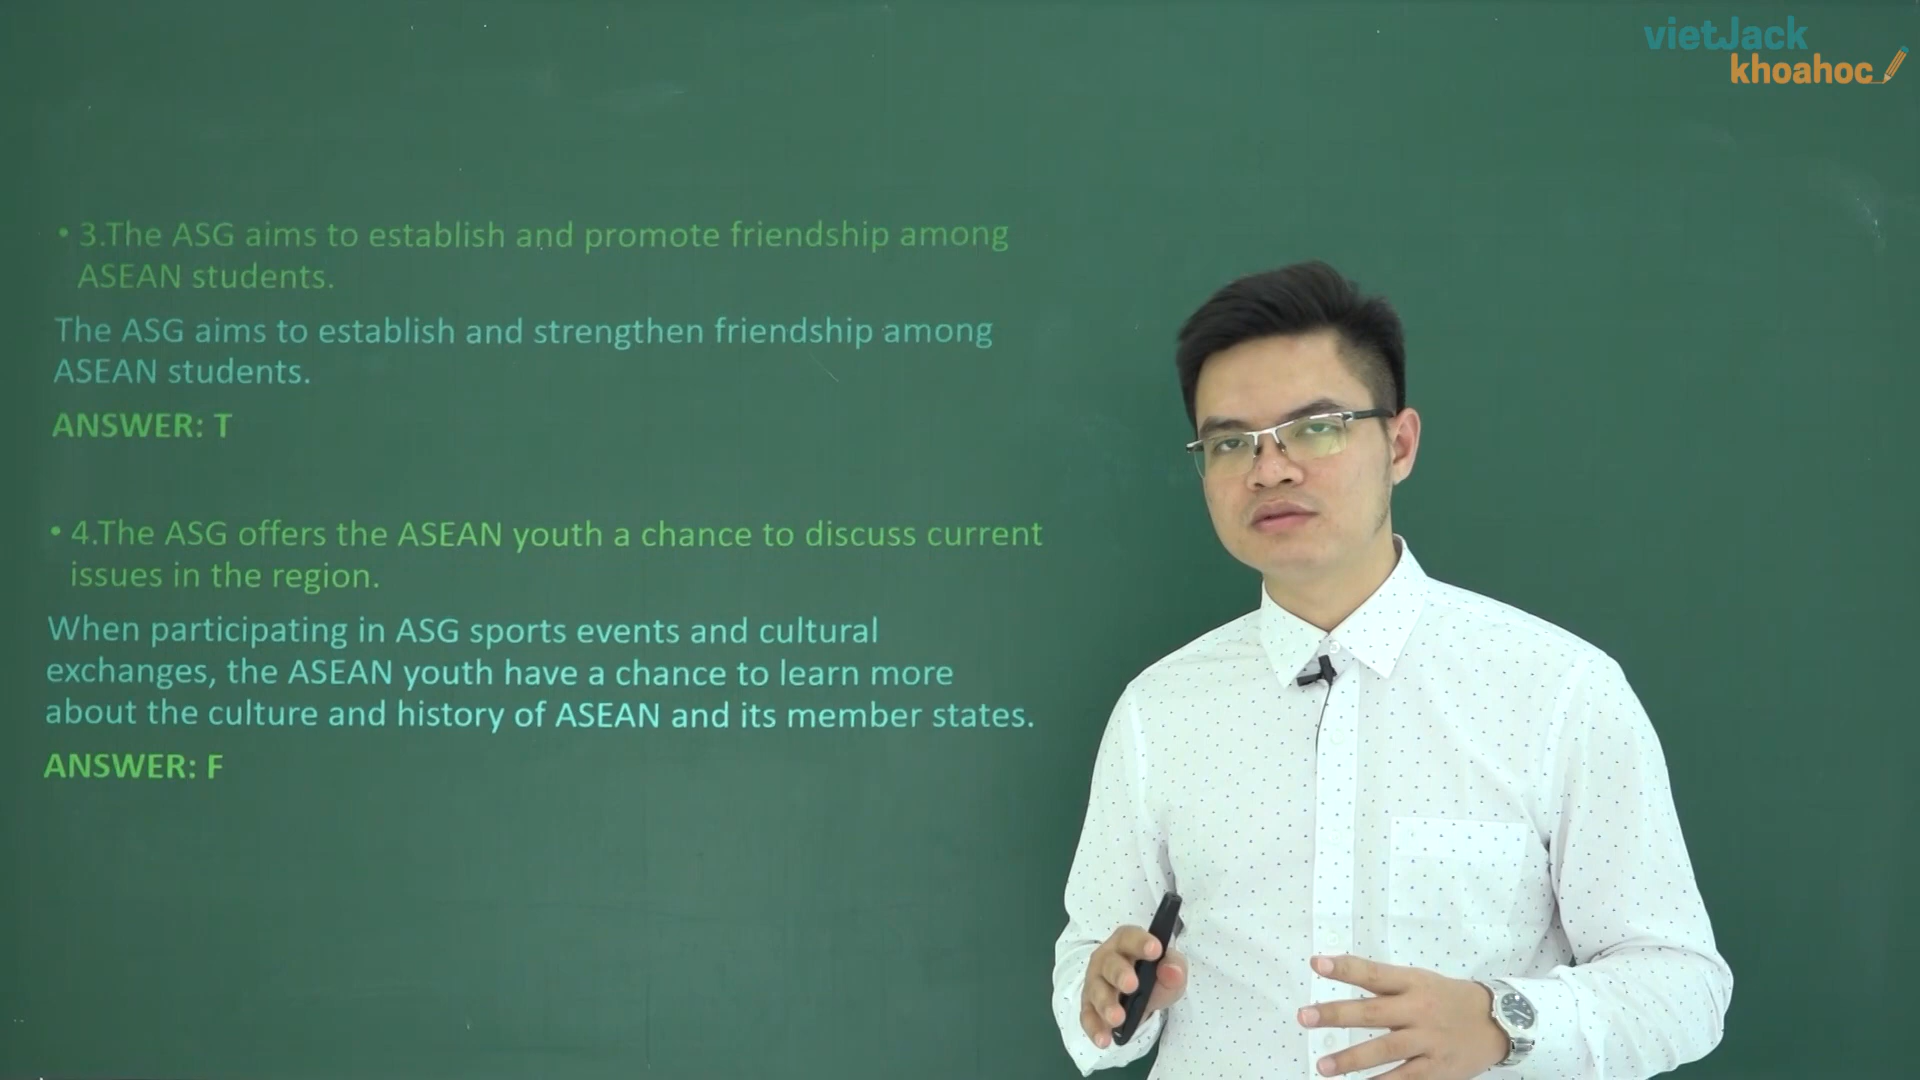 vietJack
khoahoc
• 3.The ASG aims to establish and promote friendship among
ASEAN students.
The ASG aims to establish and strengthen friendship among
ASEAN students.
ANSWER: T
• 4.The ASG offers the ASEAN youth a chance to discuss current
issues in the region.
When participating in ASG sports events and cultural
exchanges, the ASEAN youth have a chance to learn more
about the culture and history of ASEAN and its member states.
ANSWER: F